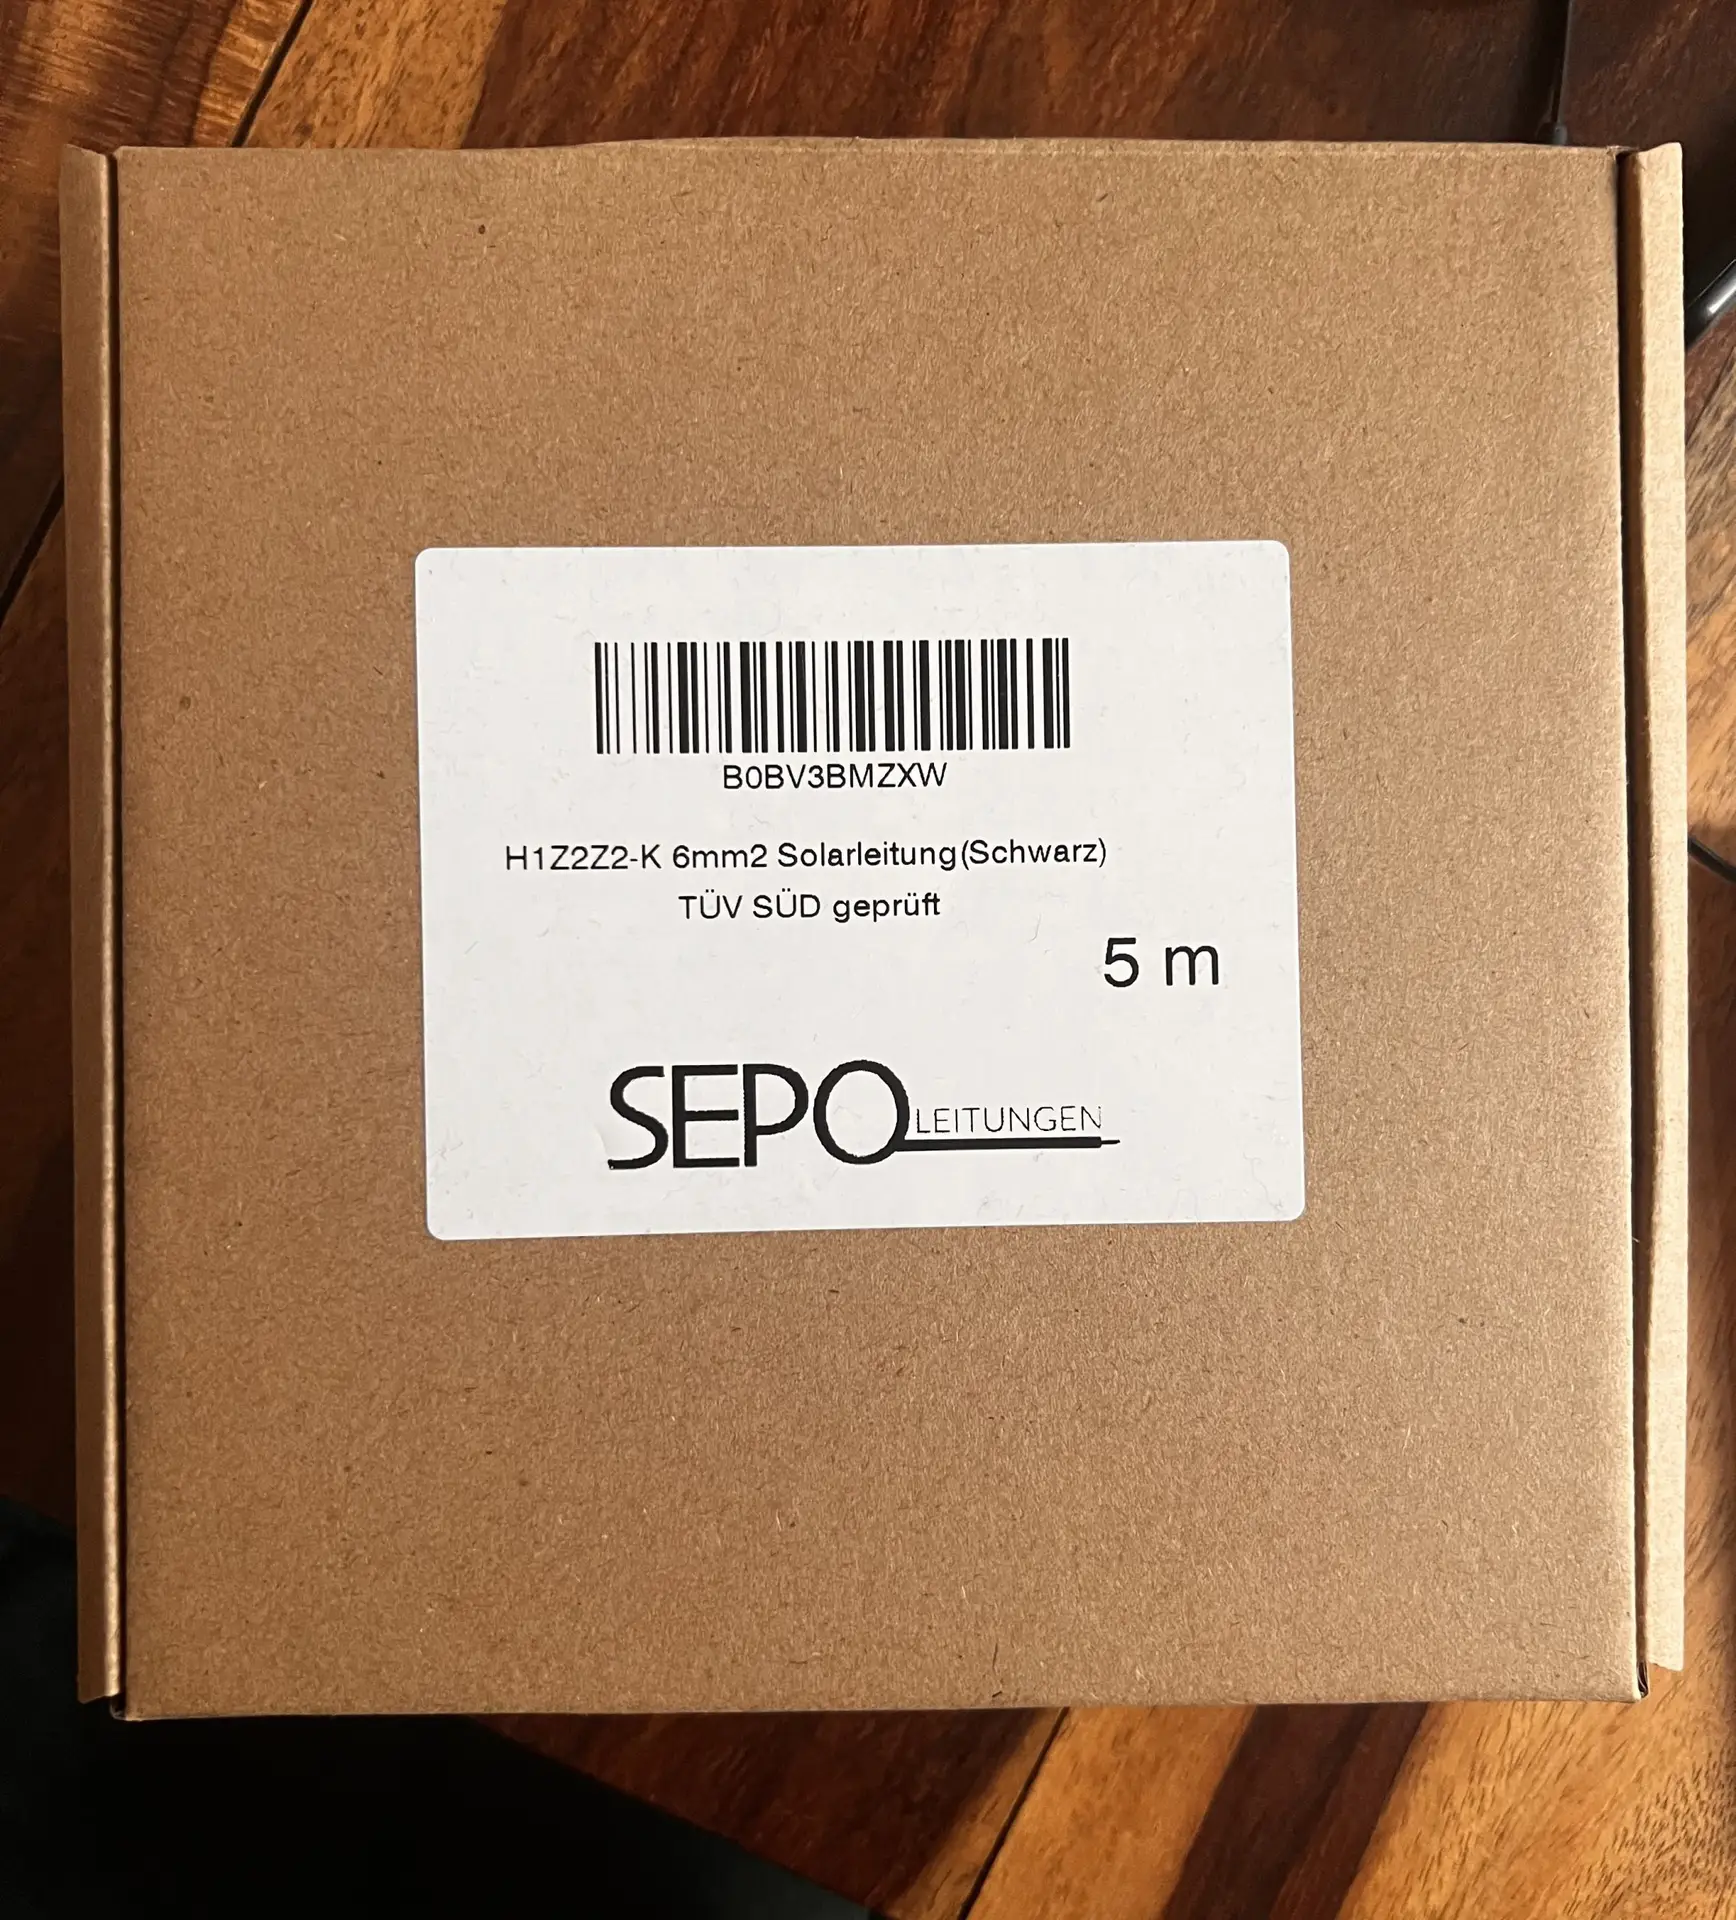 B0BV3BMZXW
H1Z2Z2-K 6mm2 Solarleitung(Schwarz)
TÜV SÜD geprüft
5 m
SEPO LEITUNGEN